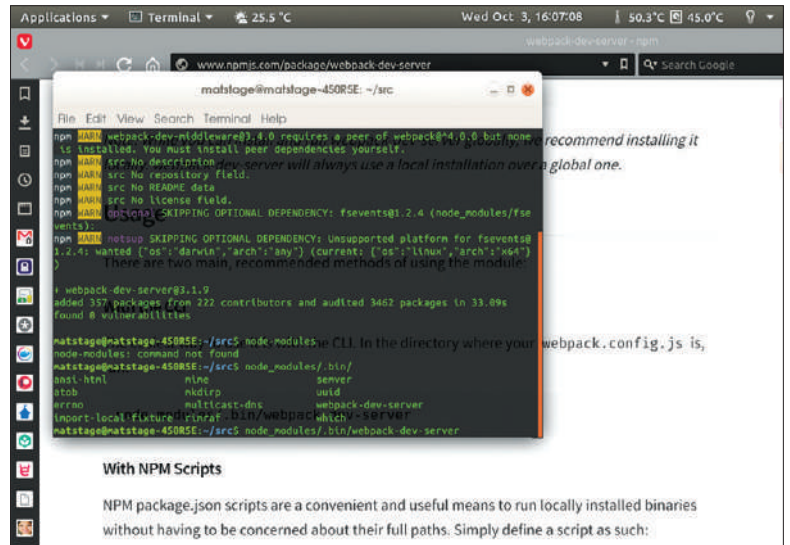 Applications
Terminal
25.5 °C
Wed Oct 3, 16:07:08
50.3°C
45.0°C
webpack-dev-server - npm
www.npmjs.com/package/webpack-dev-server
Search Google
matstage@matstage-450R5E: ~/src
File Edit View Search Terminal Help
npm WARN webpack-dev-middleware@3.4.0 requires a peer of webpack@^4.0.0 but none
is installed. You must install peer dependencies yourself.
npm WARN src No description
npm WARN src No repository field.
npm WARN src No README data
npm WARN src No license field.
npm WARN optional SKIPPING OPTIONAL DEPENDENCY: fsevents@1.2.4 (node_modules/fse
vents):
npm WARN notsup SKIPPING OPTIONAL DEPENDENCY: Unsupported platform for fsevents@
1.2.4: wanted {"os":"darwin","arch":"any"} (current: {"os":"linux","arch":"x64"}
)
+ webpack-dev-server@3.1.9
added 357 packages from 222 contributors and audited 3462 packages in 33.09s
found 0 vulnerabilities
matstage@matstage-450R5E:~/src$ node-modules
node-modules: command not found
matstage@matstage-450R5E:~/src$ node_modules/.bin/
ansi-html mime semver
atob mkdirp uuid
errno multicast-dns webpack-dev-server
import-local-fixture rimraf which
matstage@matstage-450R5E:~/src$ node_modules/.bin/webpack-dev-server
recommend installing it
dev-server will always use a local installation over a global one.
Usage
There are two main, recommended methods of using the module:
the CLI. In the directory where your webpack.config.js is,
With NPM Scripts
NPM package.json scripts are a convenient and useful means to run locally installed binaries
without having to be concerned about their full paths. Simply define a script as such: